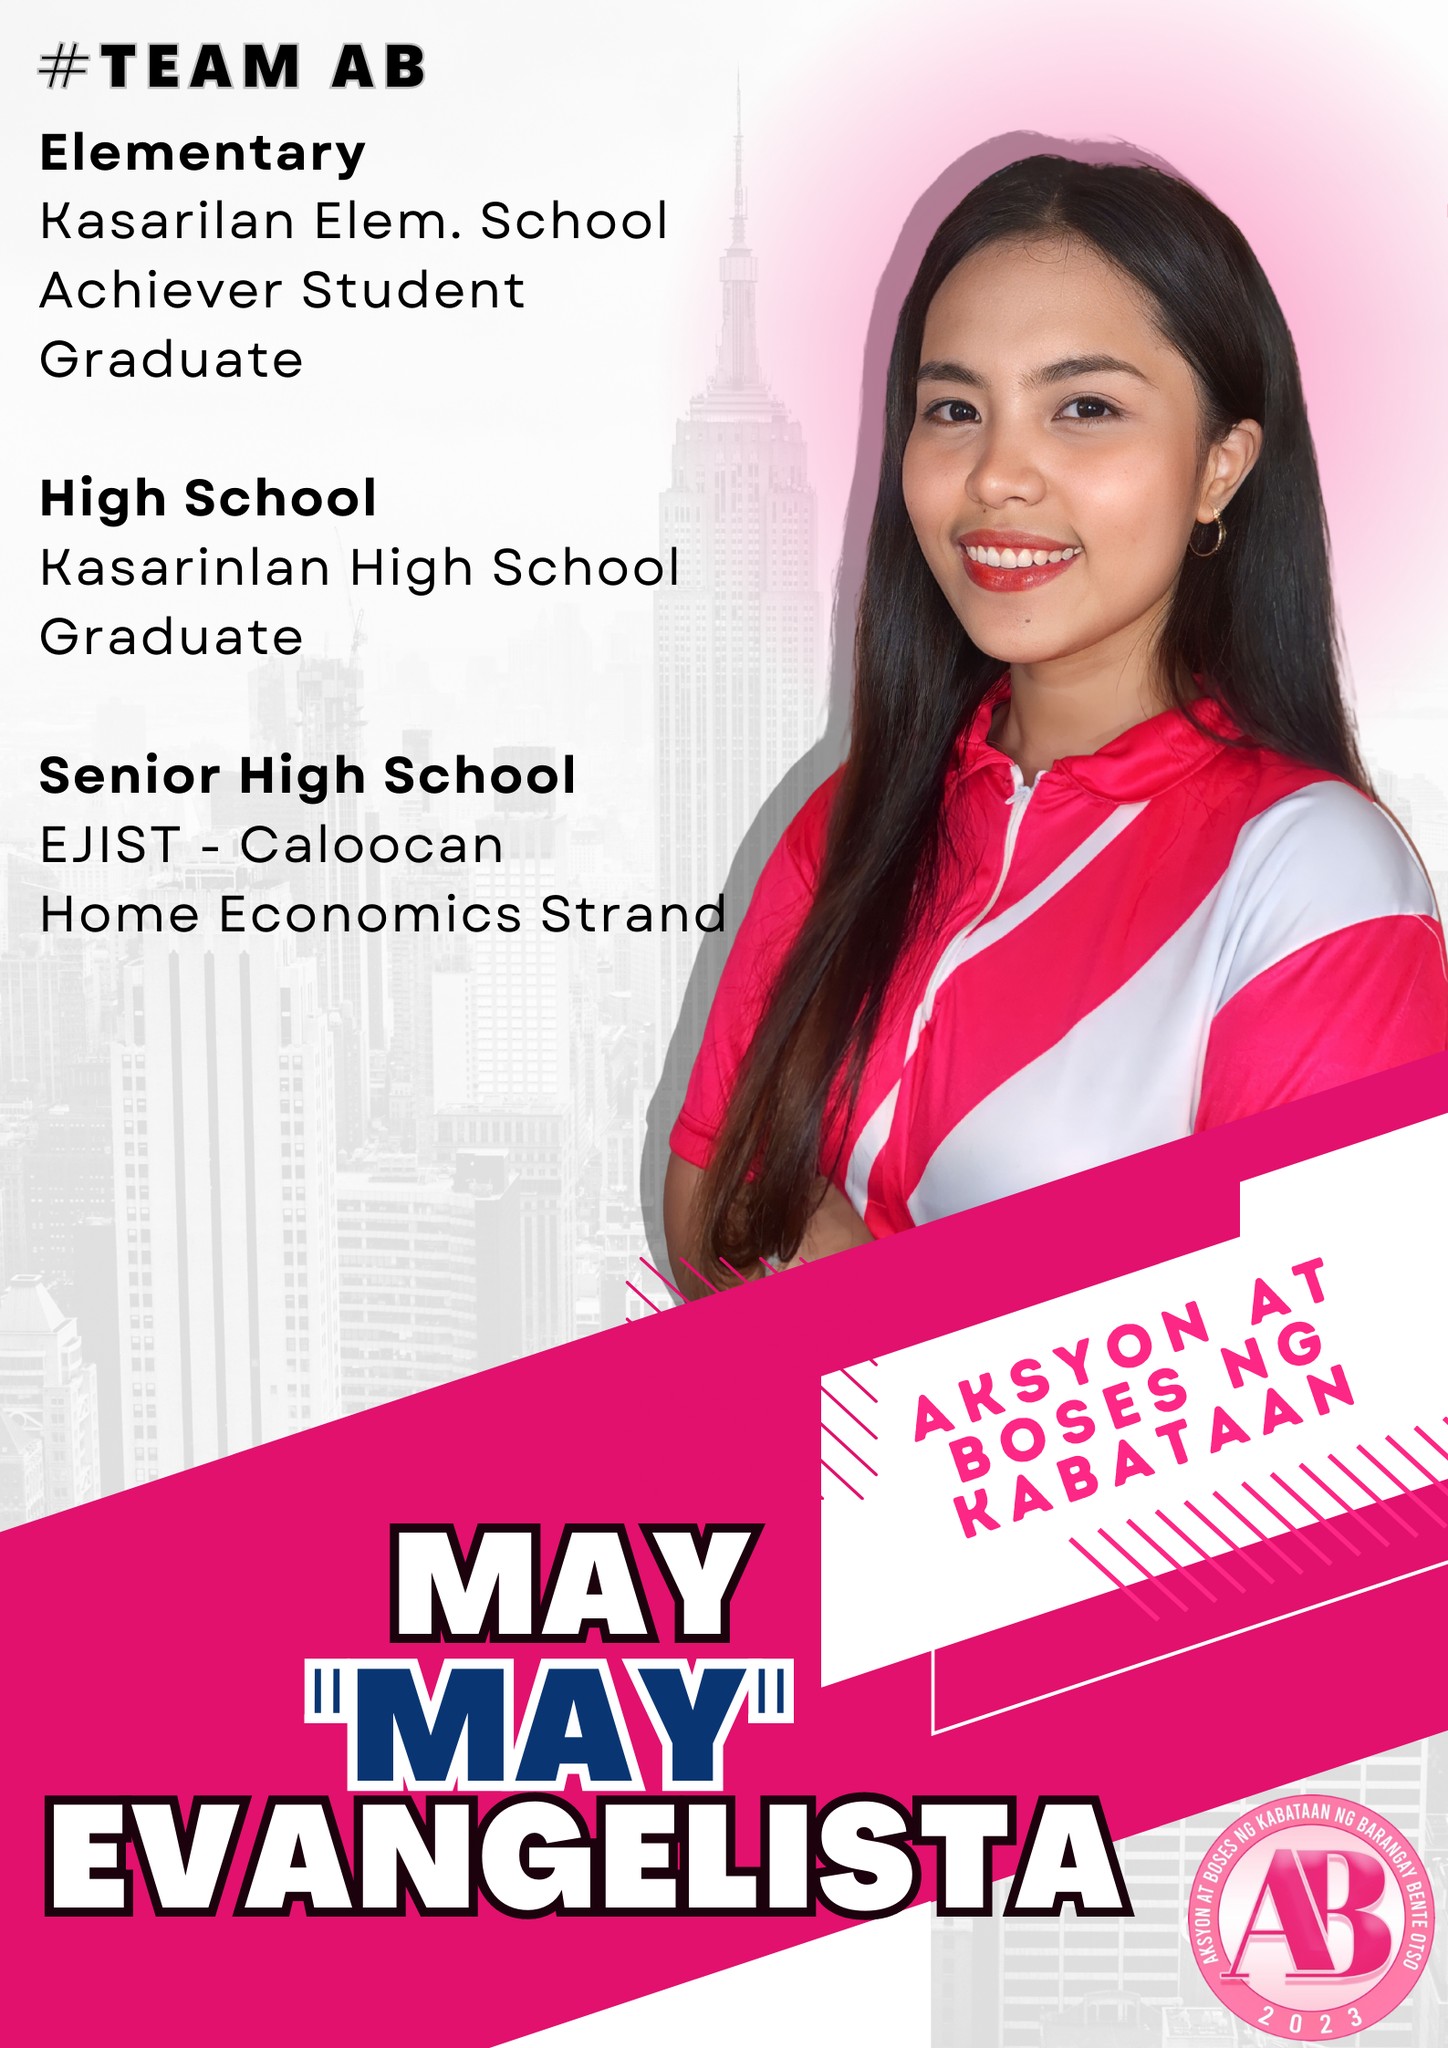 #TEAM AB
Elementary
Kasarilan Elem. School
Achiever Student
Graduate
High School
Kasarinlan High School
Graduate
Senior High School
EJIST - Caloocan
Home Economics Strand
AKSYON AT
BOSES NG
KABATAAN
MAY
"MAY"
EVANGELISTA
AKSYON AT BOSES NG KABATAAN NG BARANGAY BENTE OTSO
AB
2023